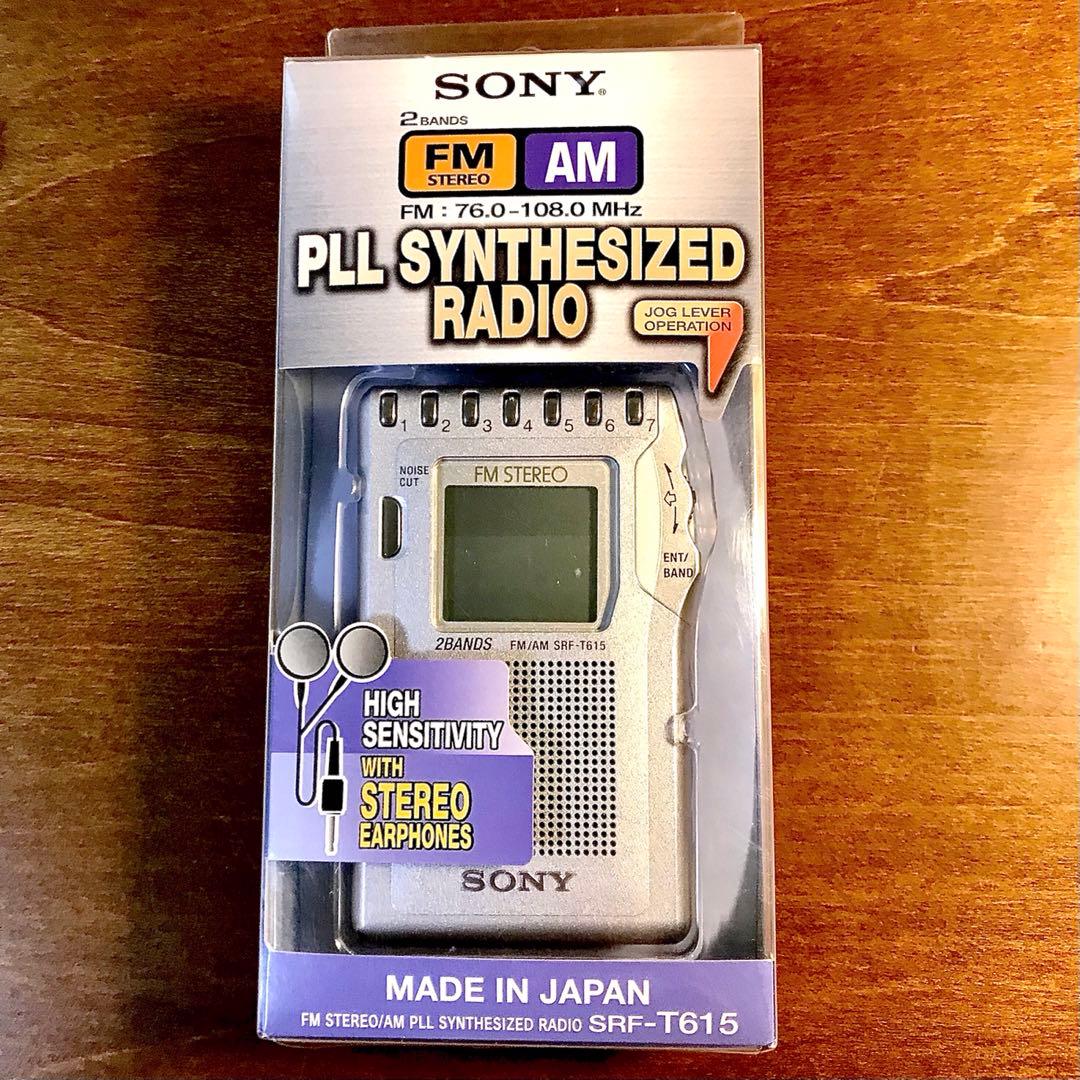 SONY®
2 BANDS
FM STEREO AM
FM : 76.0-108.0 MHz
PLL SYNTHESIZED
RADIO
JOG LEVER
OPERATION
1 2 3 4 5 6 7
NOISE
CUT
FM STEREO
ENT/
BAND
2BANDS FM/AM SRF-T615
HIGH
SENSITIVITY
WITH
STEREO
EARPHONES
SONY
MADE IN JAPAN
FM STEREO/AM PLL SYNTHESIZED RADIO SRF-T615